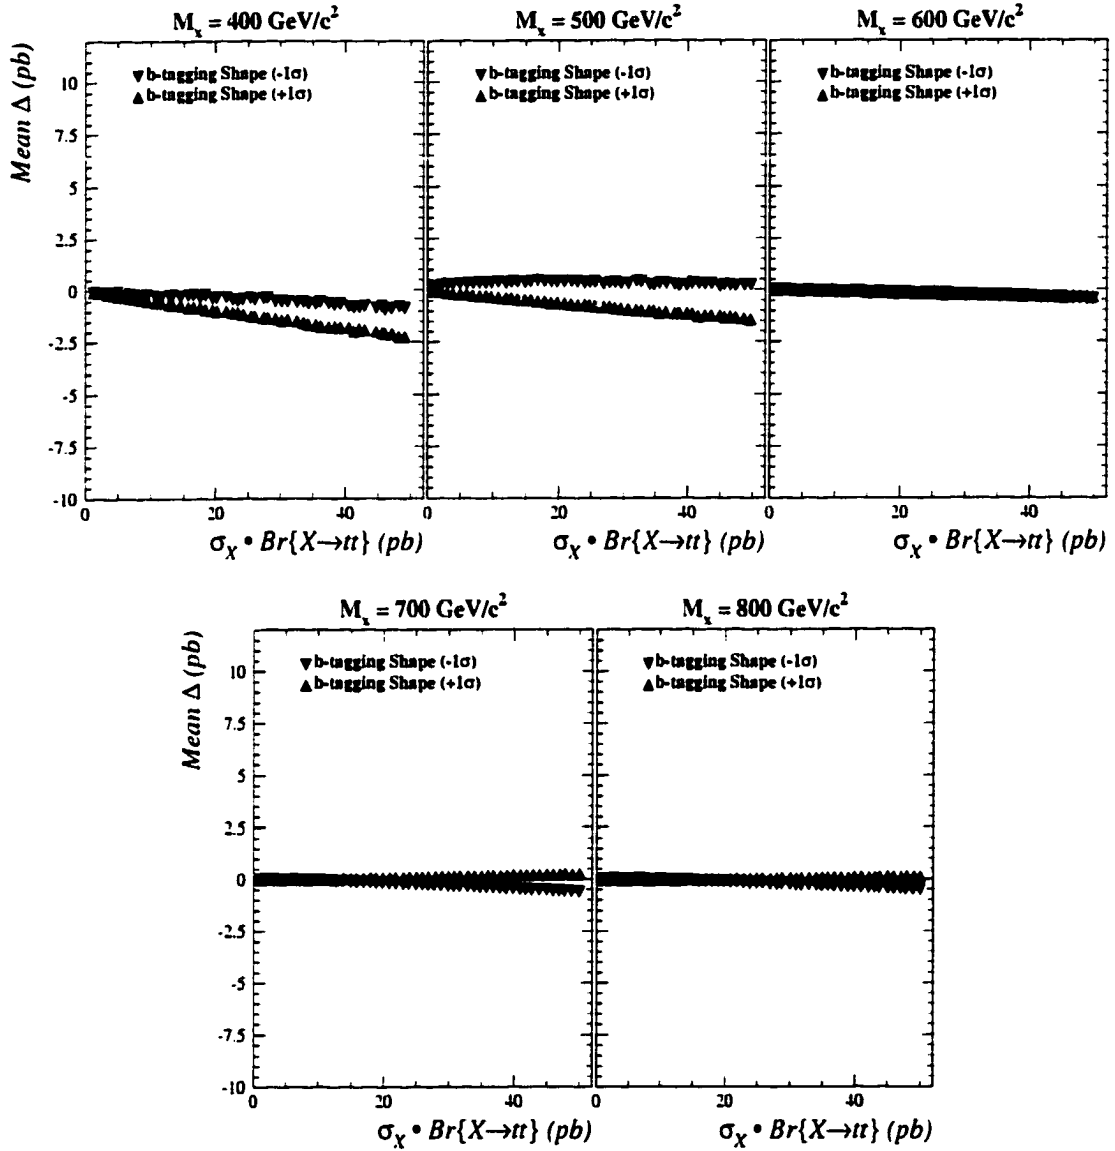 M_x = 400 GeV/c² M_x = 500 GeV/c² M_x = 600 GeV/c²
Mean Δ (pb)
10
7.5
5
2.5
0
-2.5
-5
-7.5
-10
▼ b-tagging Shape (-1σ)
▲ b-tagging Shape (+1σ)
▼ b-tagging Shape (-1σ)
▲ b-tagging Shape (+1σ)
▼ b-tagging Shape (-1σ)
▲ b-tagging Shape (+1σ)
0 20 40 0 20 40 0 20 40
σ_X • Br{X→tt} (pb) σ_X • Br{X→tt} (pb) σ_X • Br{X→tt} (pb)
M_x = 700 GeV/c² M_x = 800 GeV/c²
Mean Δ (pb)
10
7.5
5
2.5
0
-2.5
-5
-7.5
-10
▼ b-tagging Shape (-1σ)
▲ b-tagging Shape (+1σ)
▼ b-tagging Shape (-1σ)
▲ b-tagging Shape (+1σ)
0 20 40 0 20 40
σ_X • Br{X→tt} (pb) σ_X • Br{X→tt} (pb)